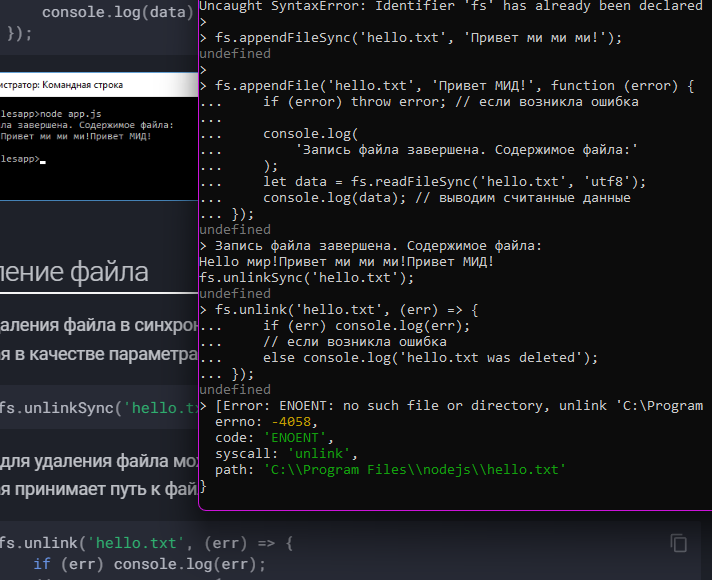 console.log(data)
});
истратор: Командная строка
lesapp>node app.js
ла завершена. Содержимое файла:
Привет ми ми ми!Привет МИД!
lesapp>
ление файла
даления файла в синхрон
ая в качестве параметра
fs.unlinkSync('hello.tx
для удаления файла мо
ая принимает путь к фай
fs.unlink('hello.txt', (err) => {
if (err) console.log(err);
Uncaught SyntaxError: Identifier 'fs' has already been declared
>
> fs.appendFileSync('hello.txt', 'Привет ми ми ми!');
undefined
>
> fs.appendFile('hello.txt', 'Привет МИД!', function (error) {
...     if (error) throw error; // если возникла ошибка
...
...     console.log(
...         'Запись файла завершена. Содержимое файла:'
...     );
...     let data = fs.readFileSync('hello.txt', 'utf8');
...     console.log(data); // выводим считанные данные
... });
undefined
> Запись файла завершена. Содержимое файла:
Hello мир!Привет ми ми ми!Привет МИД!
fs.unlinkSync('hello.txt');
undefined
> fs.unlink('hello.txt', (err) => {
...     if (err) console.log(err);
...     // если возникла ошибка
...     else console.log('hello.txt was deleted');
... });
undefined
> [Error: ENOENT: no such file or directory, unlink 'C:\Program
errno: -4058,
code: 'ENOENT',
syscall: 'unlink',
path: 'C:\\Program Files\\nodejs\\hello.txt'
}